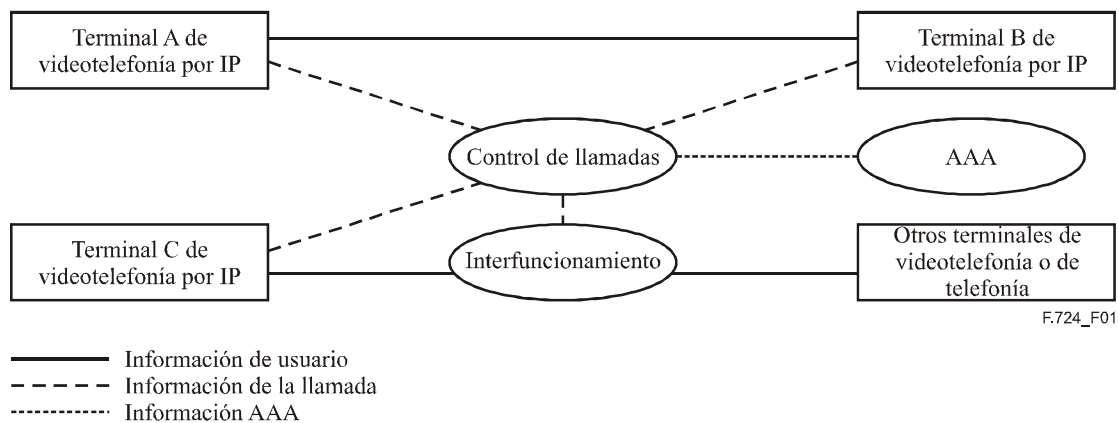 Terminal A de
videotelefonía por IP
Terminal B de
videotelefonía por IP
Control de llamadas
AAA
Terminal C de
videotelefonía por IP
Interfuncionamiento
Otros terminales de
videotelefonía o de
telefonía
F.724_F01
Información de usuario
Información de la llamada
Información AAA